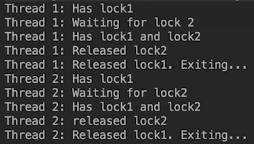 Thread 1: Has lock1
Thread 1: Waiting for lock 2
Thread 1: Has lock1 and lock2
Thread 1: Released lock2
Thread 1: Released lock1. Exiting...
Thread 2: Has lock1
Thread 2: Waiting for lock2
Thread 2: Has lock1 and lock2
Thread 2: released lock2
Thread 2: Released lock1. Exiting...